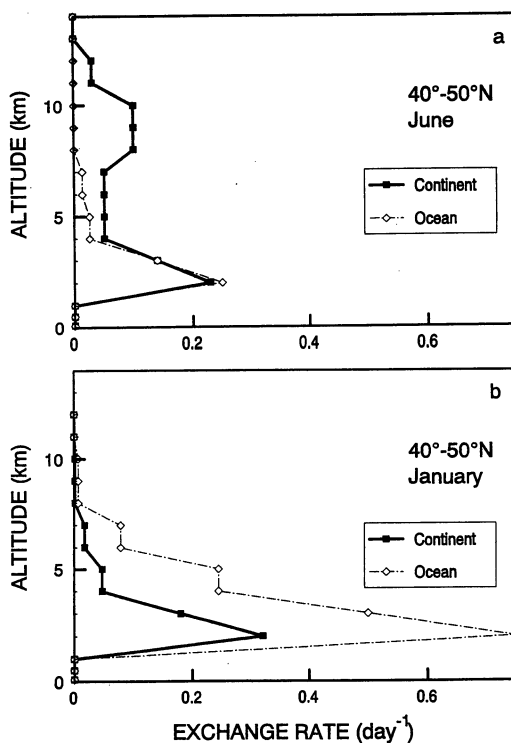 a
40°-50°N
June
Continent
Ocean
ALTITUDE (km)
10
5
0
0
0.2
0.4
0.6
b
40°-50°N
January
Continent
Ocean
ALTITUDE (km)
10
5
0
0
0.2
0.4
0.6
EXCHANGE RATE (day⁻¹)